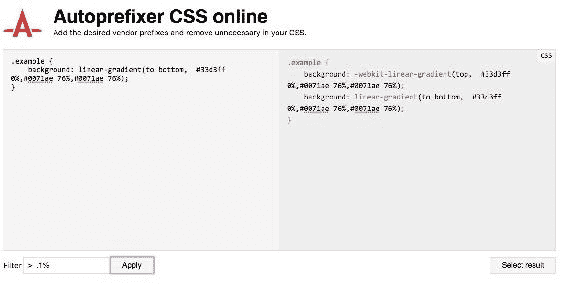 Autoprefixer CSS online
Add the desired vendor prefixes and remove unnecessary in your CSS.
.example {
background: linear-gradient(to bottom, #33d3ff
0%,#0071ae 76%,#0071ae 76%);
}
CSS
.example {
background: -webkit-linear-gradient(top, #33d3ff
0%,#0071ae 76%,#0071ae 76%);
background: linear-gradient(to bottom, #33d3ff
0%,#0071ae 76%,#0071ae 76%);
}
Filter > .1% Apply Select result